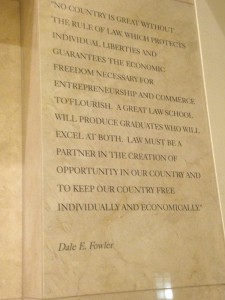 "NO COUNTRY IS GREAT WITHOUT
THE RULE OF LAW, WHICH PROTECTS
INDIVIDUAL LIBERTIES AND
GUARANTEES THE ECONOMIC
FREEDOM NECESSARY FOR
ENTREPRENEURSHIP AND COMMERCE
TO FLOURISH. A GREAT LAW SCHOOL
WILL PRODUCE GRADUATES WHO WILL
EXCEL AT BOTH. LAW MUST BE A
PARTNER IN THE CREATION OF
OPPORTUNITY IN OUR COUNTRY AND
TO KEEP OUR COUNTRY FREE
INDIVIDUALLY AND ECONOMICALLY."
Dale E. Fowler